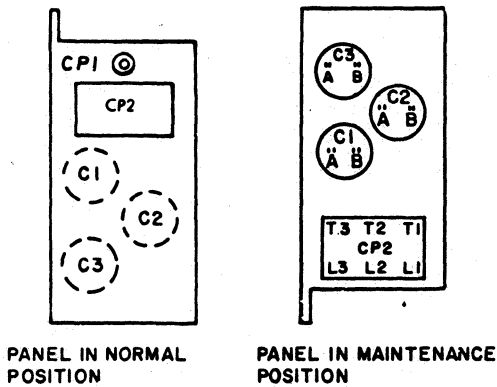 CP1
CP2
C1
C2
C3
PANEL IN NORMAL
POSITION
C3
A B
C2
A B
C1
A B
T3 T2 T1
CP2
L3 L2 L1
PANEL IN MAINTENANCE
POSITION